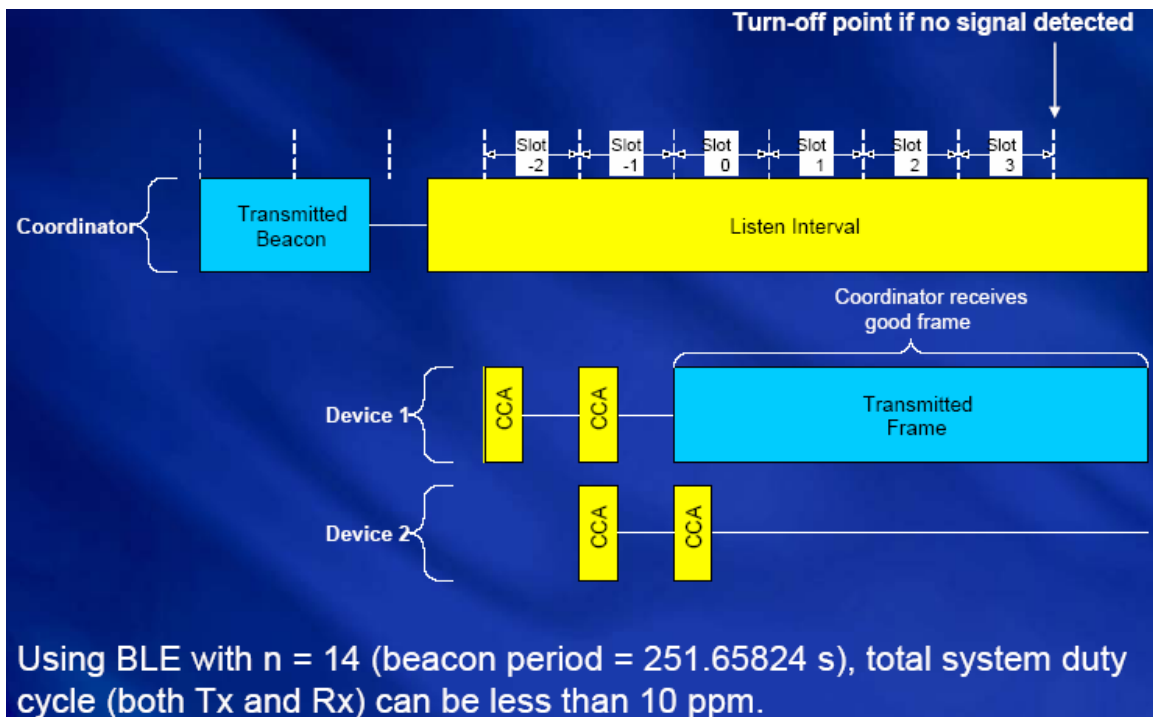 Turn-off point if no signal detected
Slot -2
Slot -1
Slot 0
Slot 1
Slot 2
Slot 3
Coordinator
Transmitted
Beacon
Listen Interval
Coordinator receives
good frame
Device 1
CCA
CCA
Transmitted
Frame
Device 2
CCA
CCA
Using BLE with n = 14 (beacon period = 251.65824 s), total system duty
cycle (both Tx and Rx) can be less than 10 ppm.